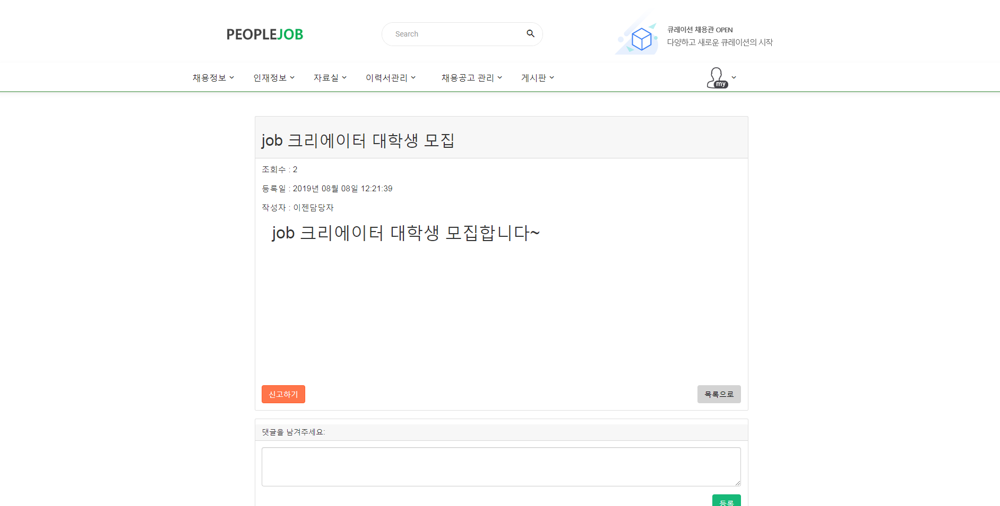 PEOPLEJOB
Search
큐레이션 채용관 OPEN
다양하고 새로운 큐레이션의 시작
채용정보 인재정보 자료실 이력서관리 채용공고 관리 게시판 my
job 크리에이터 대학생 모집
조회수 : 2
등록일 : 2019년 08월 08일 12:21:39
작성자 : 이젠담당자
job 크리에이터 대학생 모집합니다~
신고하기 목록으로
댓글을 남겨주세요:
등록